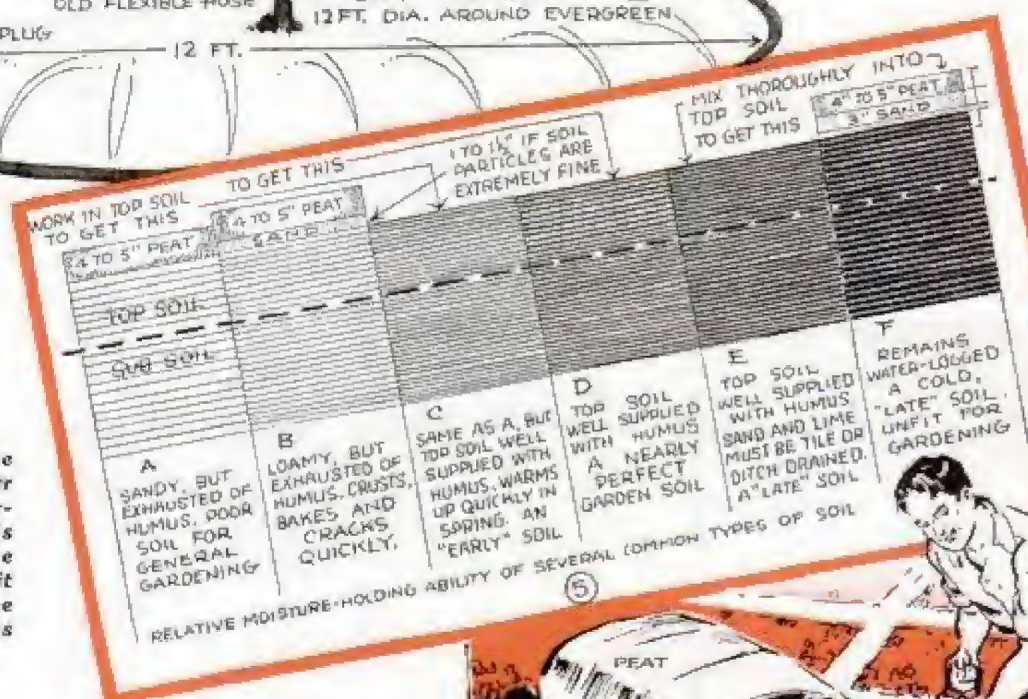 OLD FLEXIBLE HOSE
PLUG
12 FT. DIA. AROUND EVERGREEN
12 FT.
WORK IN TOP SOIL
TO GET THIS
TO GET THIS
1 TO 1½" IF SOIL
PARTICLES ARE
EXTREMELY FINE
MIX THOROUGHLY INTO
TOP SOIL
TO GET THIS
4 TO 5" PEAT
4 TO 5" PEAT
SAND
4" TO 5" PEAT
3" SAND
TOP SOIL
SUB SOIL
A
SANDY, BUT
EXHAUSTED OF
HUMUS. POOR
SOIL FOR
GENERAL
GARDENING
B
LOAMY, BUT
EXHAUSTED OF
HUMUS. CRUSTS,
BAKES AND
CRACKS
QUICKLY.
C
SAME AS A, BUT
TOP SOIL WELL
SUPPLIED WITH
HUMUS, WARMS
UP QUICKLY IN
SPRING. AN
"EARLY" SOIL
D
TOP SOIL
WELL SUPPLIED
WITH HUMUS
A NEARLY
PERFECT
GARDEN SOIL
E
TOP SOIL
WELL SUPPLIED
WITH HUMUS
SAND AND LIME
MUST BE TILE OR
DITCH DRAINED.
A "LATE" SOIL
F
REMAINS
WATER-LOGGED
A COLD,
"LATE" SOIL,
UNFIT FOR
GARDENING
RELATIVE MOISTURE-HOLDING ABILITY OF SEVERAL COMMON TYPES OF SOIL
5
PEAT